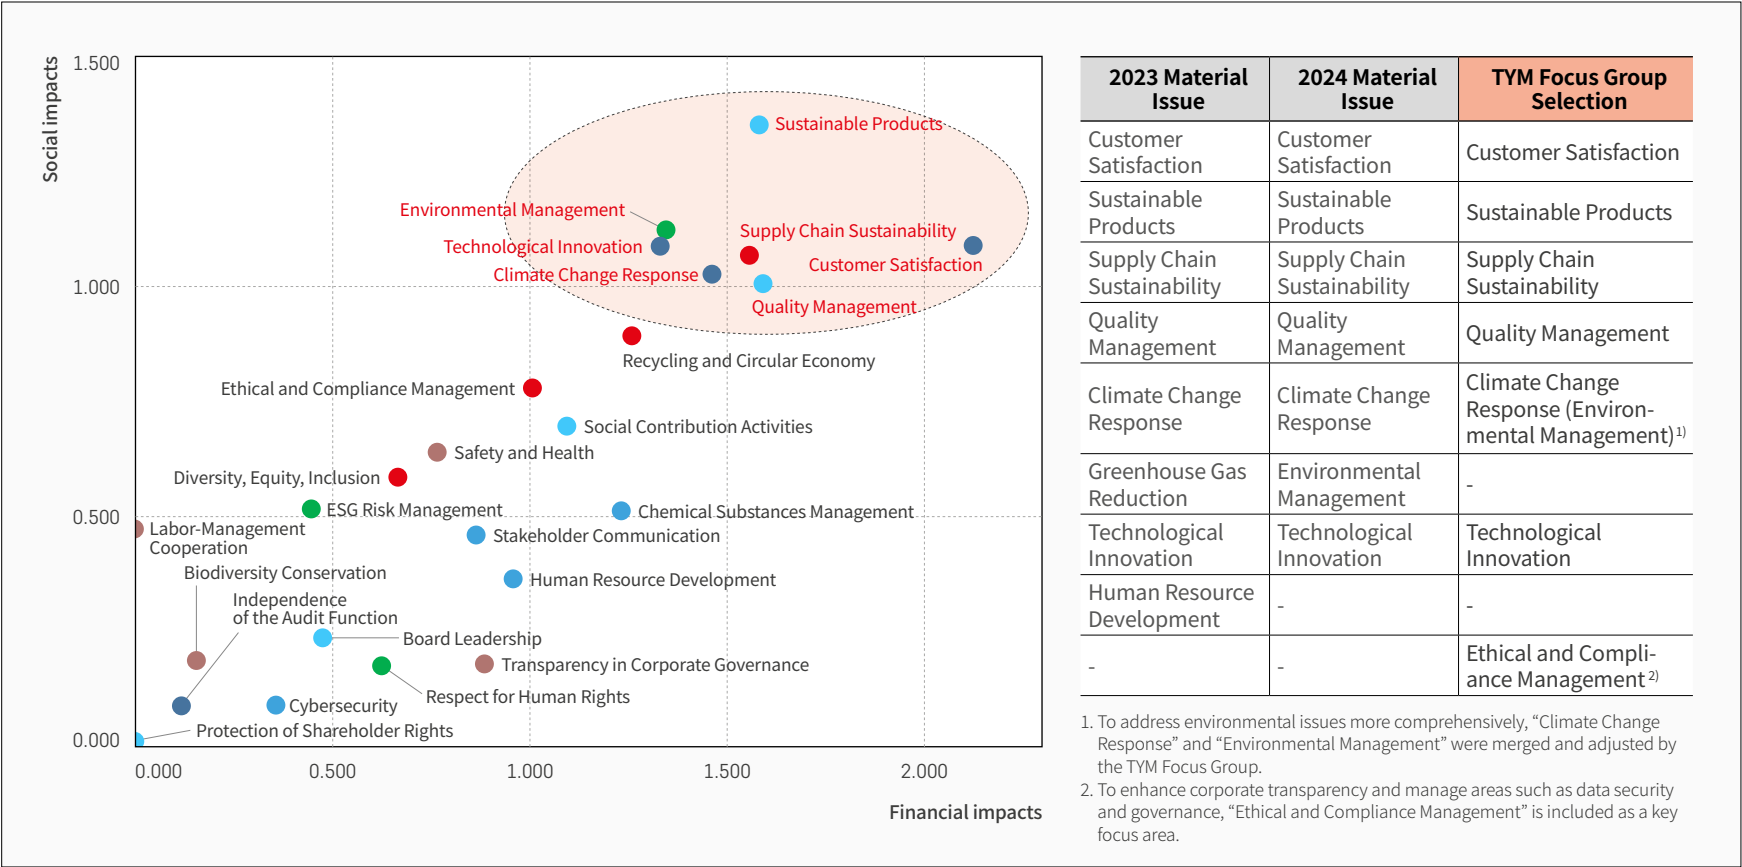 Social impacts
1.500
1.000
0.500
0.000
0.000
0.500
1.000
1.500
2.000
Financial impacts
Sustainable Products
Environmental Management
Technological Innovation
Climate Change Response
Supply Chain Sustainability
Customer Satisfaction
Quality Management
Recycling and Circular Economy
Ethical and Compliance Management
Social Contribution Activities
Safety and Health
Diversity, Equity, Inclusion
ESG Risk Management
Chemical Substances Management
Labor-Management
Cooperation
Stakeholder Communication
Biodiversity Conservation
Human Resource Development
Independence
of the Audit Function
Board Leadership
Transparency in Corporate Governance
Respect for Human Rights
Cybersecurity
Protection of Shareholder Rights
2023 Material
Issue
2024 Material
Issue
TYM Focus Group
Selection
Customer
Satisfaction
Customer
Satisfaction
Customer Satisfaction
Sustainable
Products
Sustainable
Products
Sustainable Products
Supply Chain
Sustainability
Supply Chain
Sustainability
Supply Chain
Sustainability
Quality
Management
Quality
Management
Quality Management
Climate Change
Response
Climate Change
Response
Climate Change
Response (Environ-
mental Management)1)
Greenhouse Gas
Reduction
Environmental
Management
-
Technological
Innovation
Technological
Innovation
Technological
Innovation
Human Resource
Development
-
-
-
-
Ethical and Compli-
ance Management 2)
1. To address environmental issues more comprehensively, “Climate Change
Response” and “Environmental Management” were merged and adjusted by
the TYM Focus Group.
2. To enhance corporate transparency and manage areas such as data security
and governance, “Ethical and Compliance Management” is included as a key
focus area.